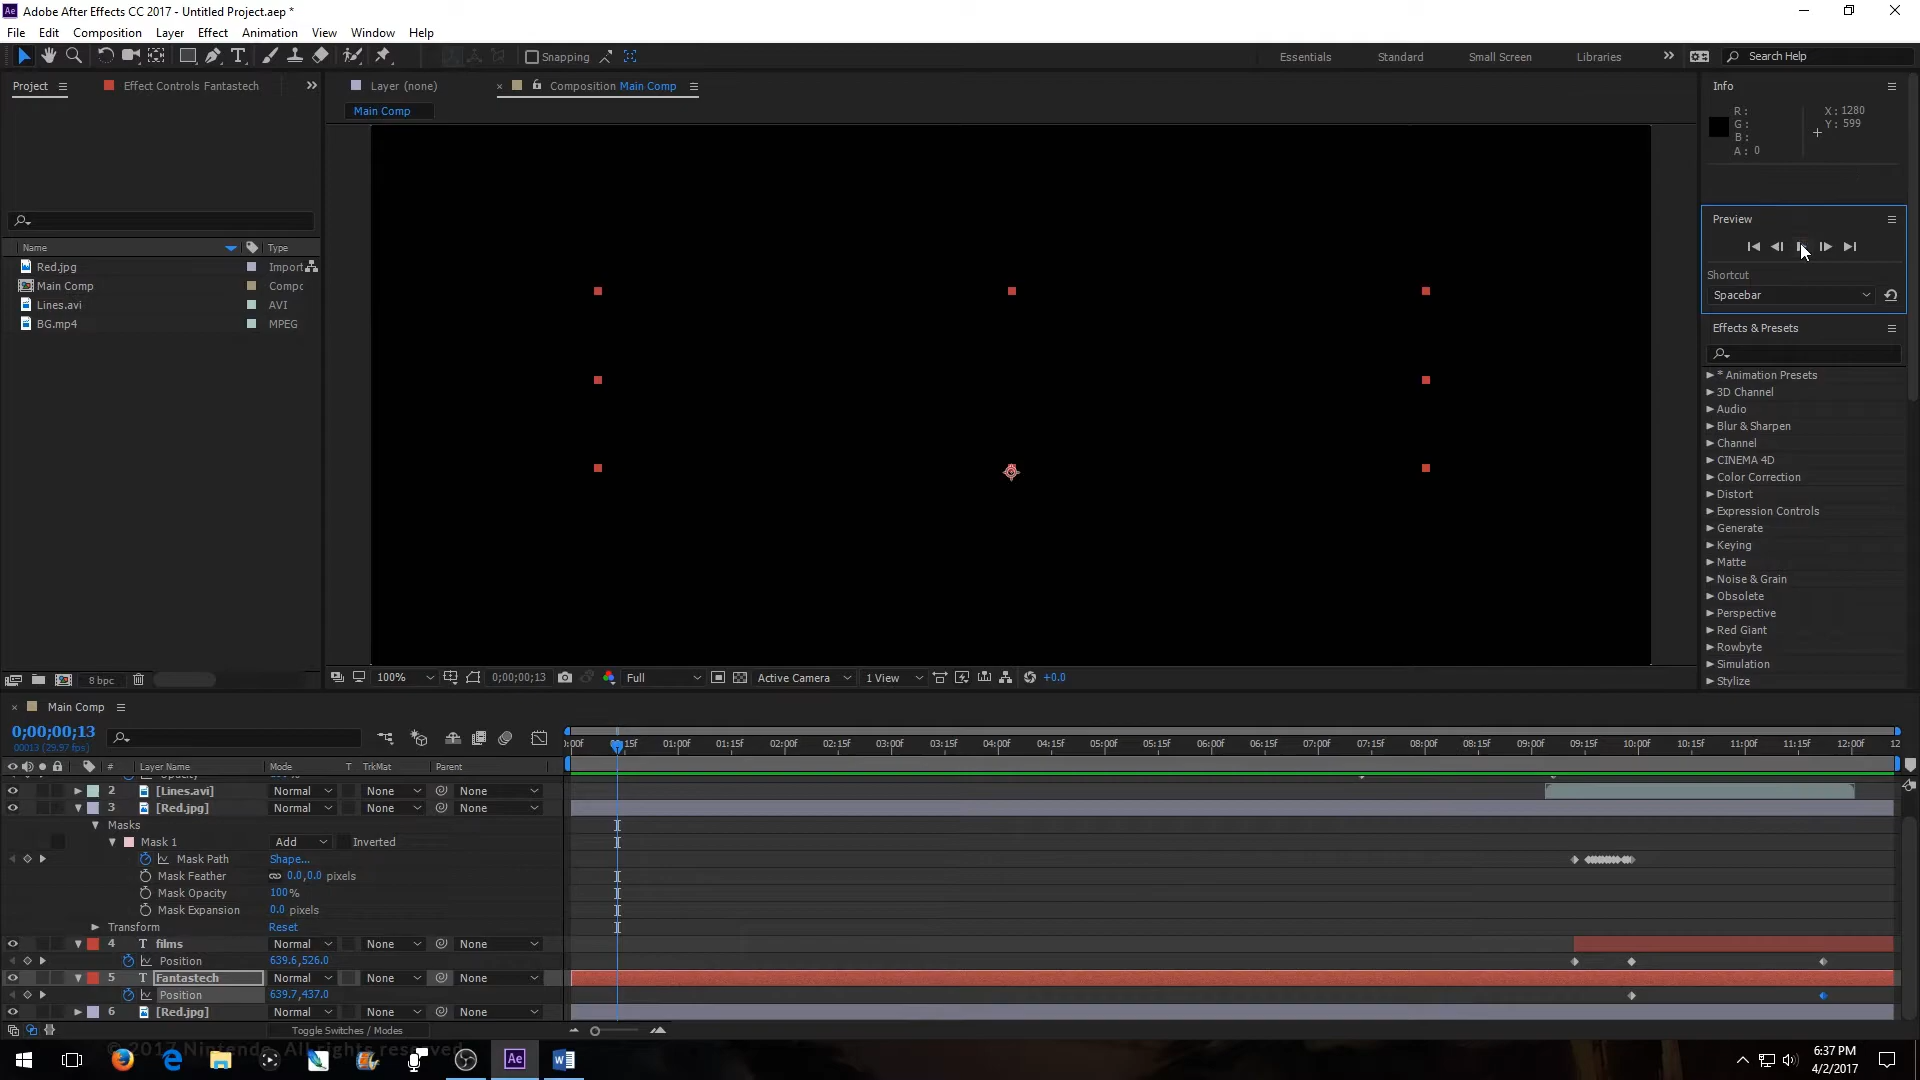 Adobe After Effects CC 2017 - Untitled Project.aep *
File Edit Composition Layer Effect Animation View Window Help
Snapping
Essentials Standard Small Screen Libraries Search Help
Project Effect Controls Fantastech
Layer (none) Composition Main Comp
Main Comp
Info
R :
G :
B :
A : 0
X : 1280
Y : 599
Preview
Shortcut
Spacebar
Effects & Presets
* Animation Presets
3D Channel
Audio
Blur & Sharpen
Channel
CINEMA 4D
Color Correction
Distort
Expression Controls
Generate
Keying
Matte
Noise & Grain
Obsolete
Perspective
Red Giant
Rowbyte
Simulation
Stylize
Name Type
Red.jpg Import
Main Comp Compc
Lines.avi AVI
BG.mp4 MPEG
8 bpc
100% 0;00;00;13 Full Active Camera 1 View +0.0
Main Comp
0;00;00;13
00013 (29.97 fps)
:00f 15f 01:00f 01:15f 02:00f 02:15f 03:00f 03:15f 04:00f 04:15f 05:00f 05:15f 06:00f 06:15f 07:00f 07:15f 08:00f 08:15f 09:00f 09:15f 10:00f 10:15f 11:00f 11:15f 12:00f 12
# Layer Name Mode T TrkMat Parent
2 [Lines.avi] Normal None None
3 [Red.jpg] Normal None None
Masks
Mask 1 Add Inverted
Mask Path Shape...
Mask Feather 0.0,0.0 pixels
Mask Opacity 100%
Mask Expansion 0.0 pixels
Transform Reset
4 T films Normal None None
Position 639.6,526.0
5 T Fantastech Normal None None
Position 639.7,437.0
6 [Red.jpg] Normal None None
Toggle Switches / Modes
© 2017 Nintendo. All rights reserved.
Ae
6:37 PM
4/2/2017